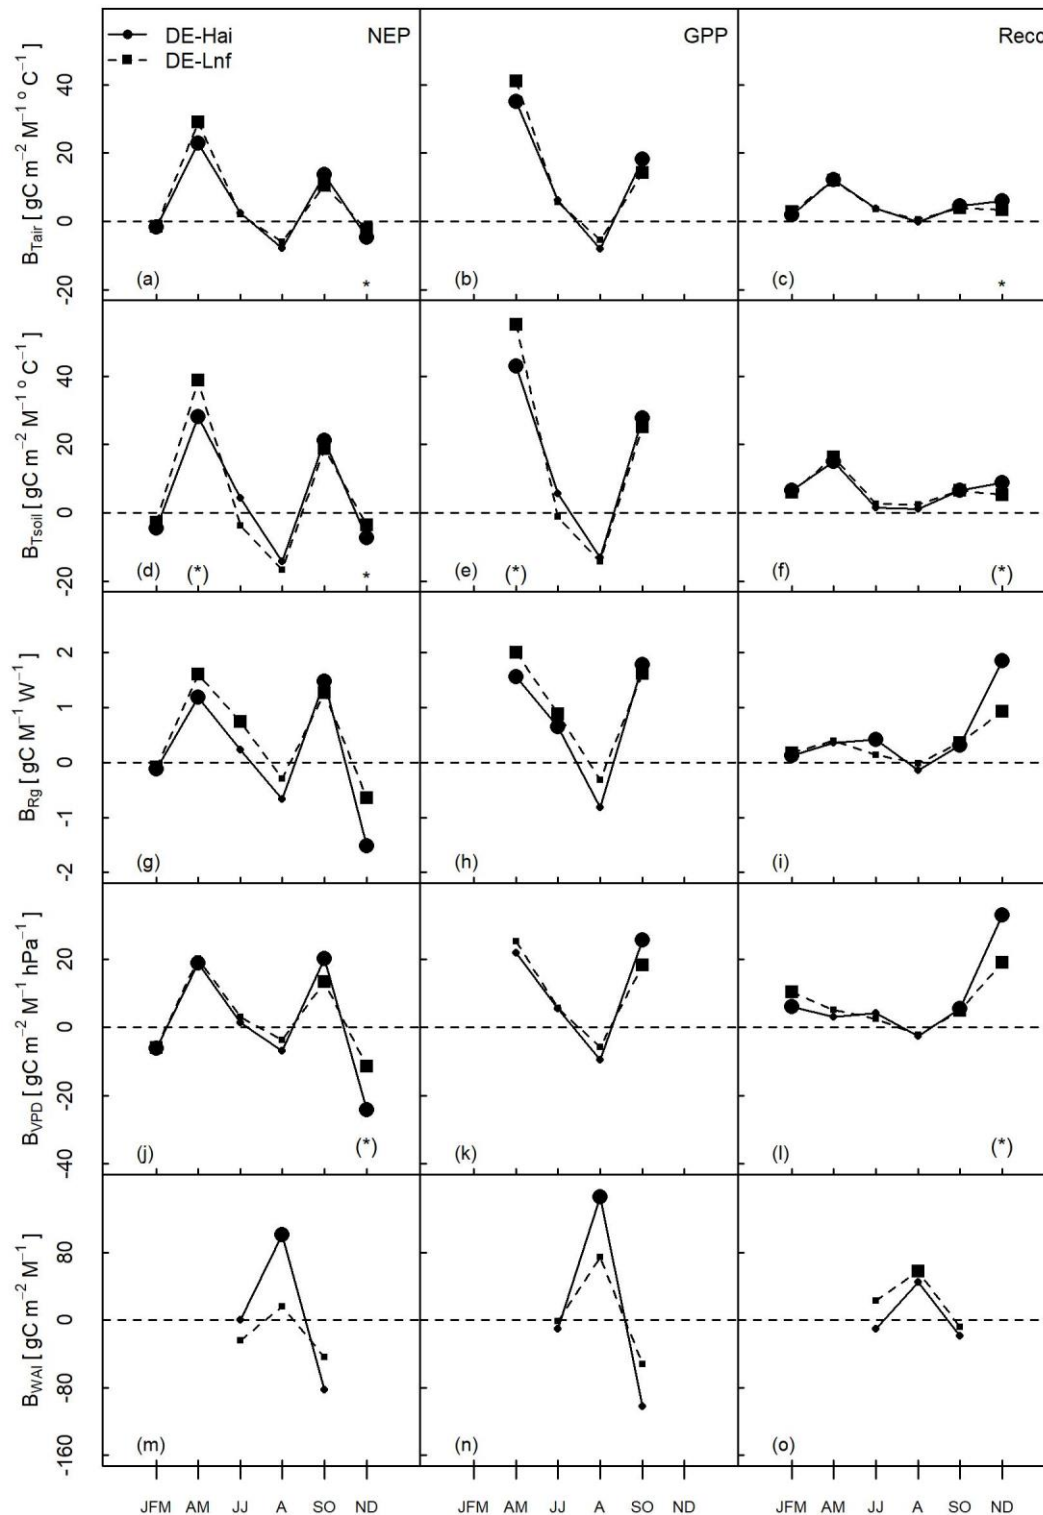 DE-Hai
DE-Lnf
NEP
GPP
Reco
B_Tair [ gC m⁻² M⁻¹ º C⁻¹ ]
40
20
0
-20
(a)
*
(b)
(c)
*
B_Tsoil [ gC m⁻² M⁻¹ º C⁻¹ ]
40
20
0
20
(d)
(*)
*
(e)
(*)
(f)
(*)
B_Rg [ gC M⁻¹ W⁻¹ ]
2
1
0
-1
-2
(g)
(h)
(i)
B_VPD [ gC m⁻² M⁻¹ hPa⁻¹ ]
20
0
-20
-40
(j)
(*)
(k)
(l)
(*)
B_WAI [ gC m⁻² M⁻¹ ]
80
0
-80
-160
(m)
(n)
(o)
JFM AM JJ A SO ND
AM JJ A SO ND
JFM AM JJ A SO ND